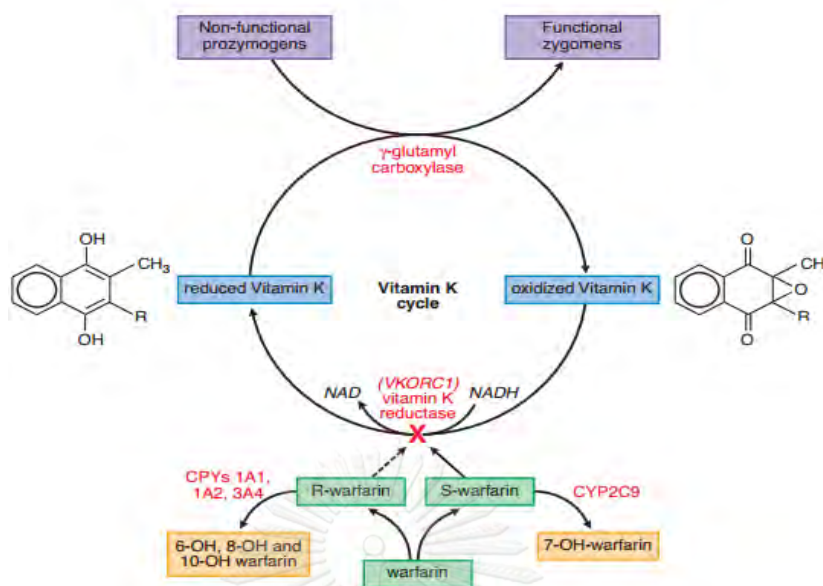 Non-functional
prozymogens
Functional
zygomens
γ-glutamyl
carboxylase
OH
CH3
R
OH
reduced Vitamin K
Vitamin K
cycle
oxidized Vitamin K
O
CH
O
R
O
NAD
(VKORC1)
vitamin K
reductase
NADH
X
CPYs 1A1,
1A2, 3A4
R-warfarin
S-warfarin
CYP2C9
6-OH, 8-OH and
10-OH warfarin
warfarin
7-OH-warfarin